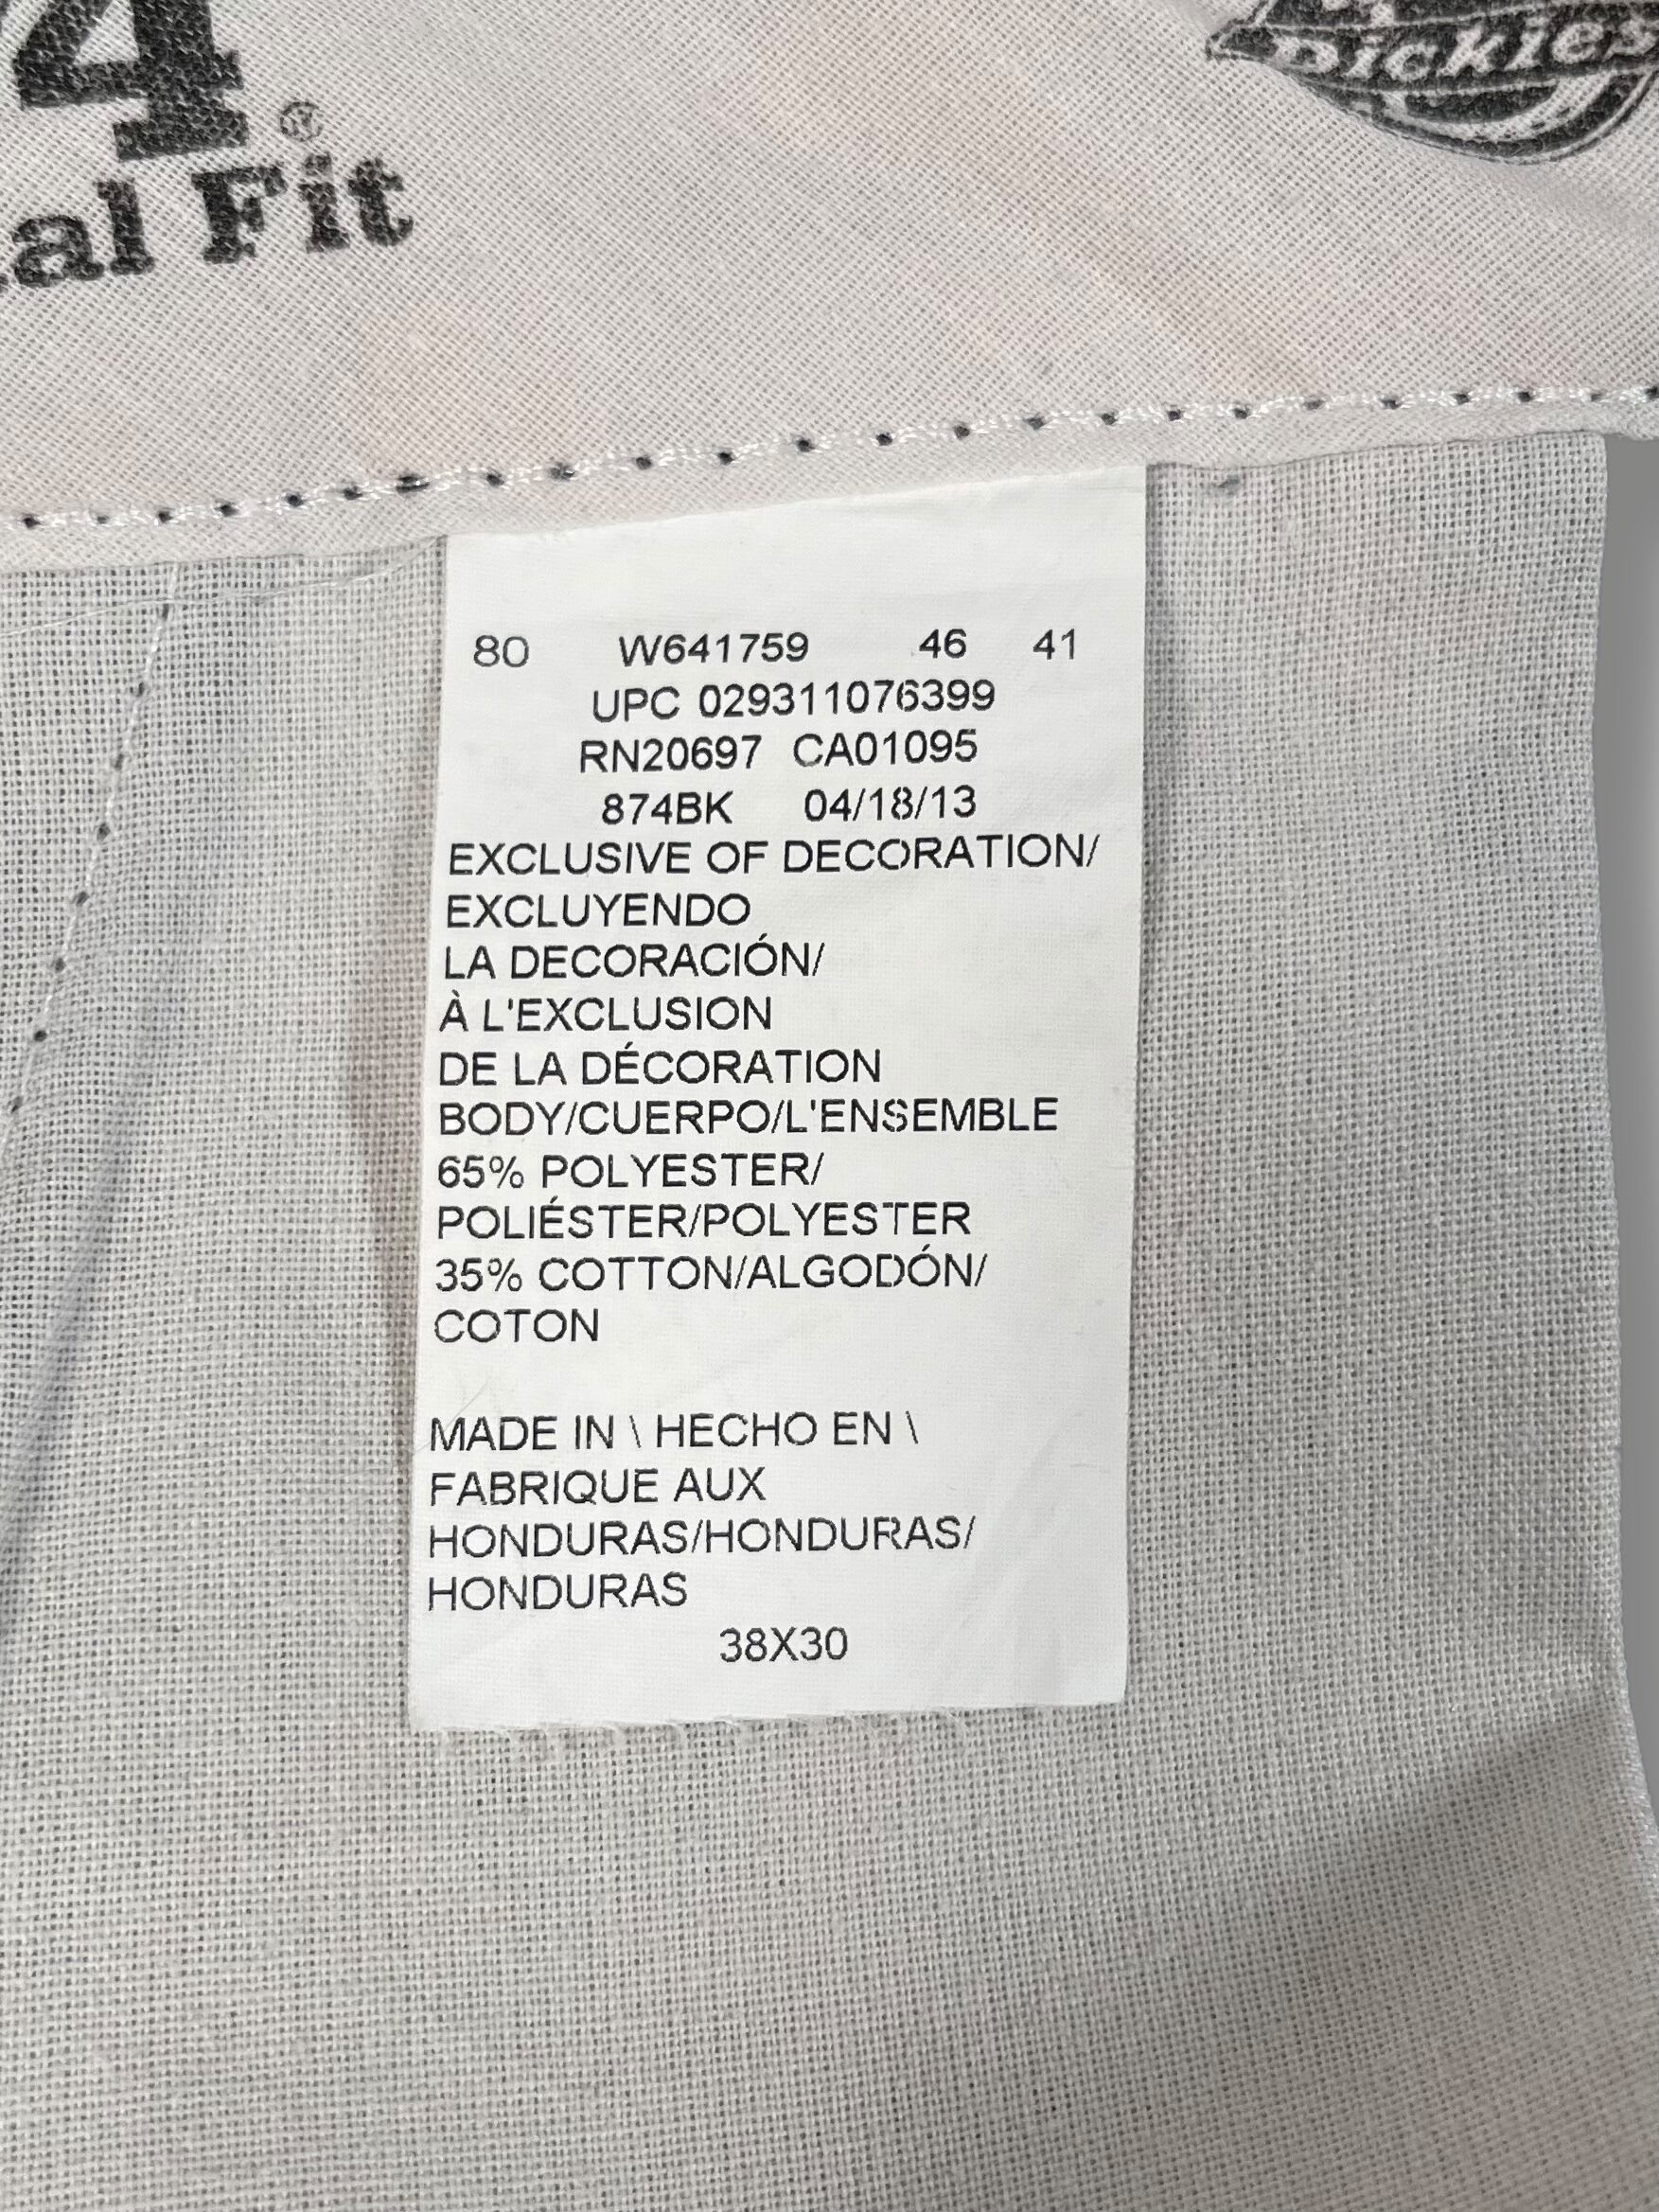 4®
al Fit
Dickies
80 W641759 46 41
UPC 029311076399
RN20697 CA01095
874BK 04/18/13
EXCLUSIVE OF DECORATION/
EXCLUYENDO
LA DECORACIÓN/
À L'EXCLUSION
DE LA DÉCORATION
BODY/CUERPO/L'ENSEMBLE
65% POLYESTER/
POLIÉSTER/POLYESTER
35% COTTON/ALGODÓN/
COTON
MADE IN \ HECHO EN \
FABRIQUE AUX
HONDURAS/HONDURAS/
HONDURAS
38X30